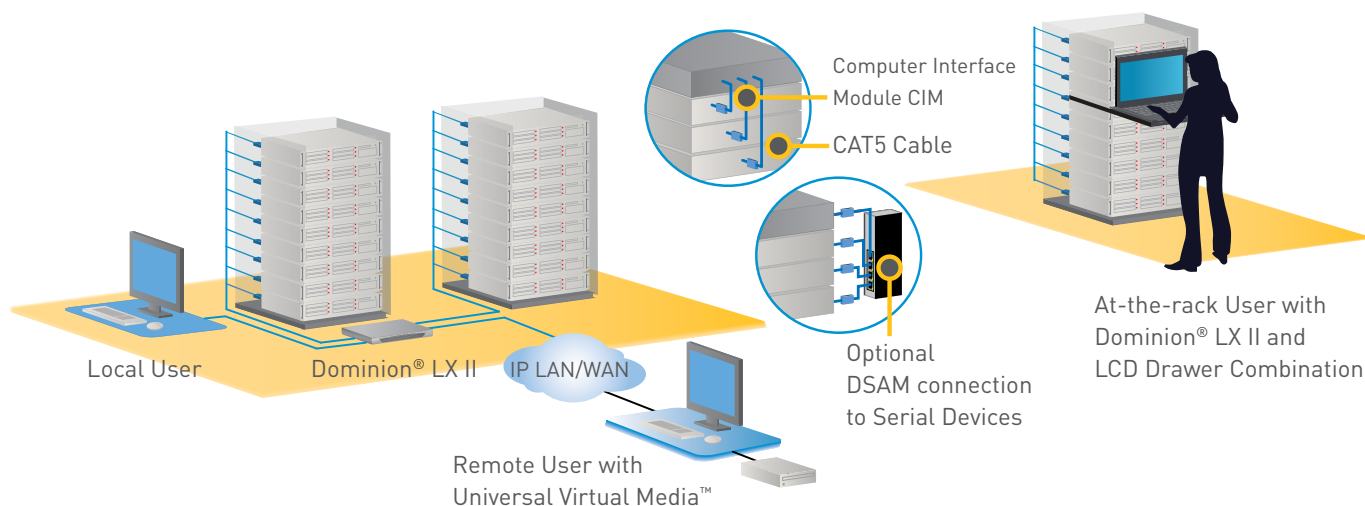 Computer Interface
Module CIM
CAT5 Cable
Local User
Dominion® LX II
IP LAN/WAN
Optional
DSAM connection
to Serial Devices
At-the-rack User with
Dominion® LX II and
LCD Drawer Combination
Remote User with
Universal Virtual Media™